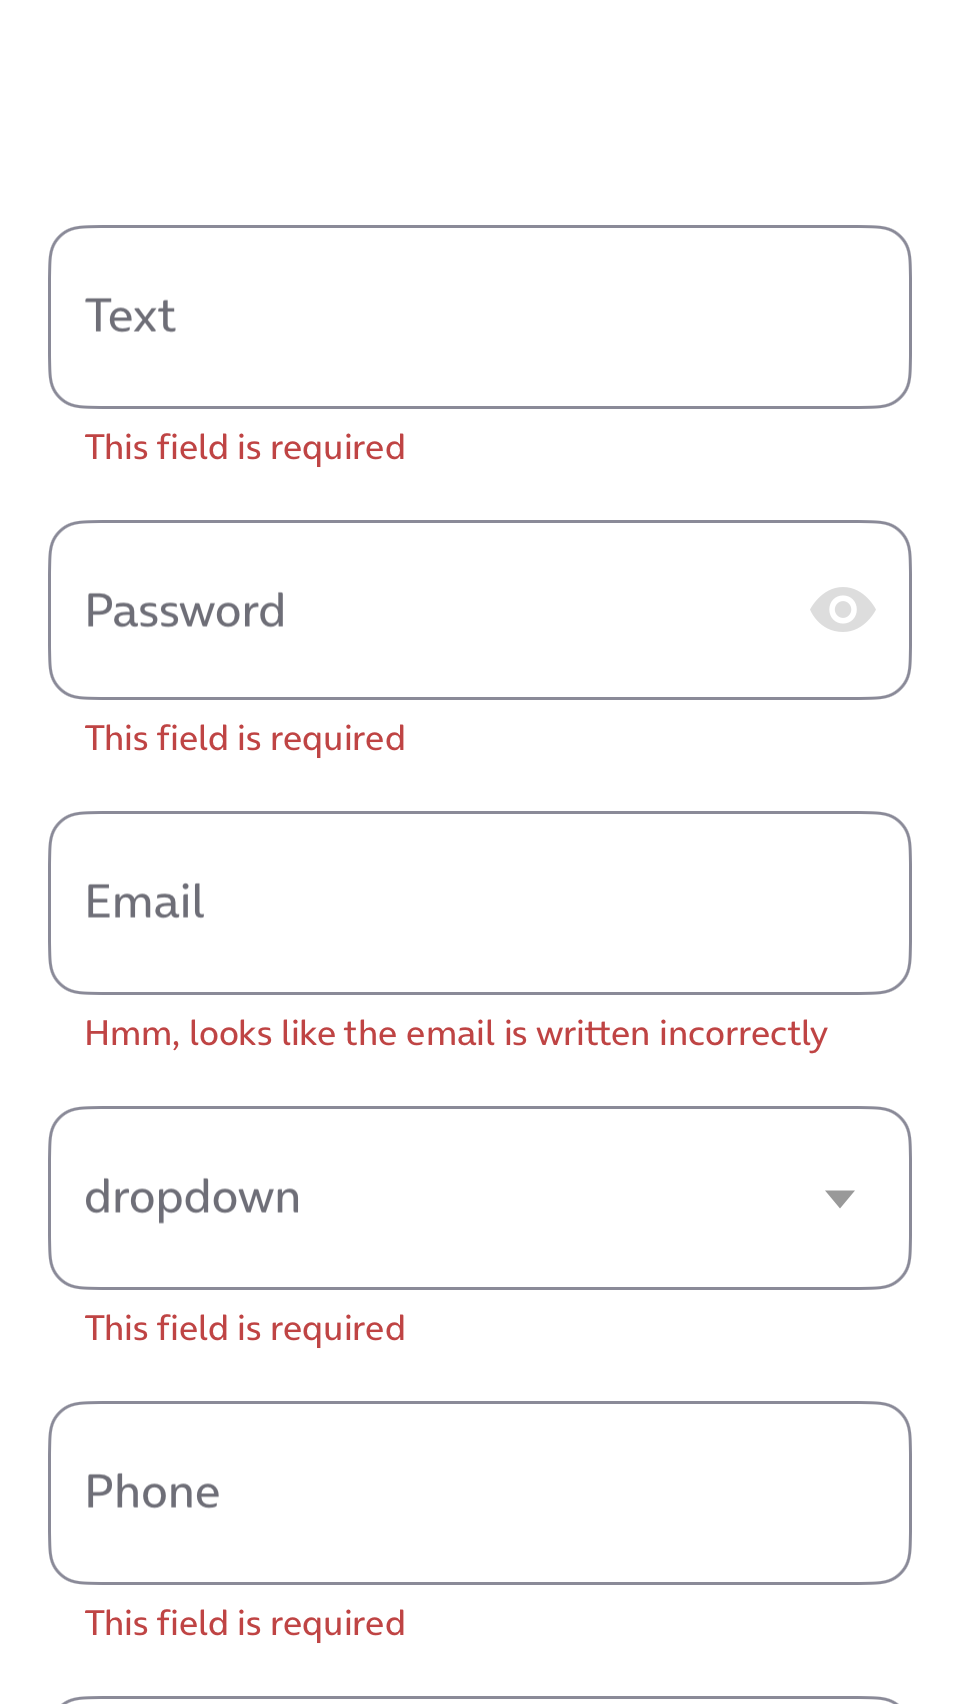 Text
This field is required
Password
This field is required
Email
Hmm, looks like the email is written incorrectly
dropdown
This field is required
Phone
This field is required